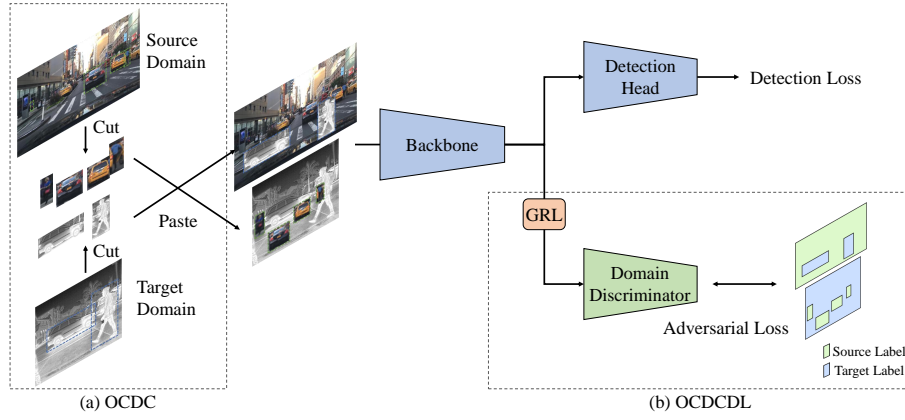 Source
Domain
Cut
Paste
Cut
Target
Domain
(a) OCDC
Backbone
Detection
Head
Detection Loss
GRL
Domain
Discriminator
Adversarial Loss
Source Label
Target Label
(b) OCDCDL